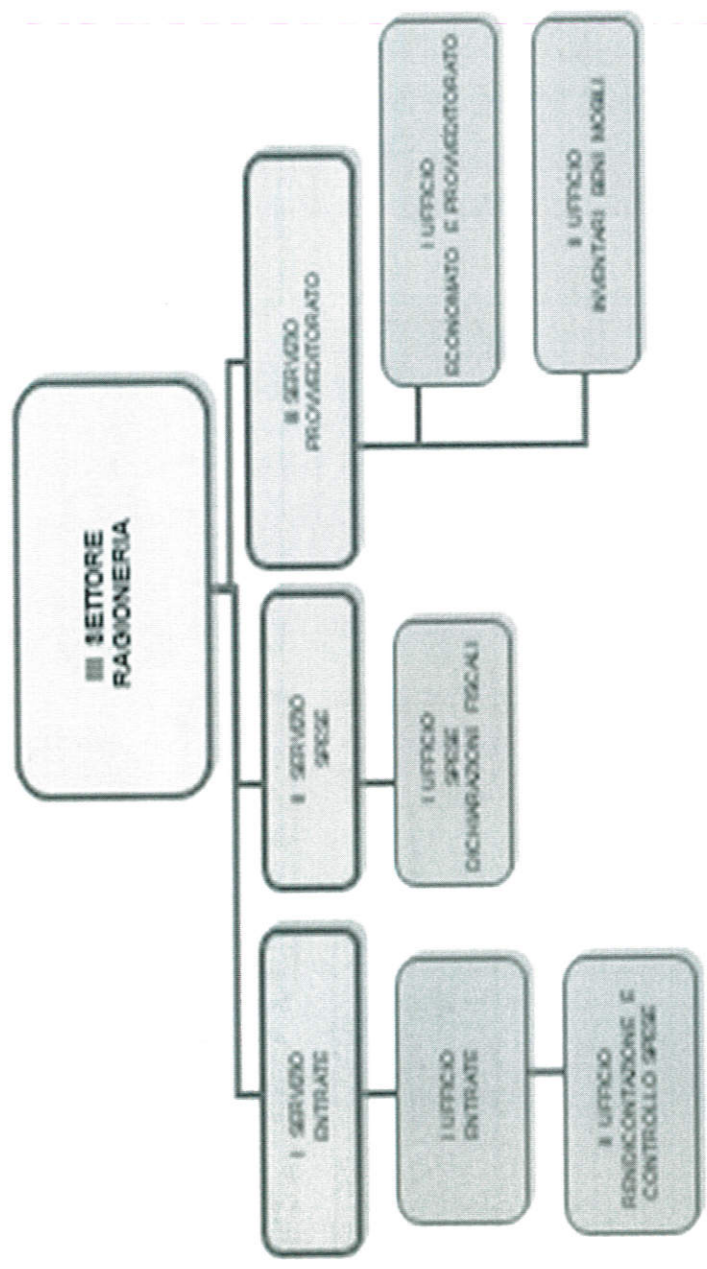 III SETTORE
RAGIONERIA
I SERVIZIO
ENTRATE
I UFFICIO
ENTRATE
II UFFICIO
RENDICONTAZIONE E
CONTROLLO SPESE
II SERVIZIO
SPESE
I UFFICIO
SPESE
DICHIARAZIONI FISCALI
III SERVIZIO
PROVVEDITORATO
I UFFICIO
ECONOMATO E PROVVEDITORATO
II UFFICIO
INVENTARI BENI MOBILI